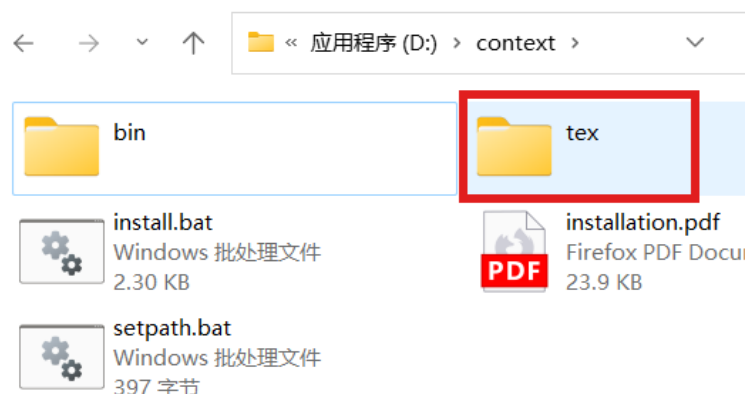 « 应用程序 (D:) › context ›
bin
tex
install.bat
Windows 批处理文件
2.30 KB
PDF
installation.pdf
Firefox PDF Docu
23.9 KB
setpath.bat
Windows 批处理文件
397 字节